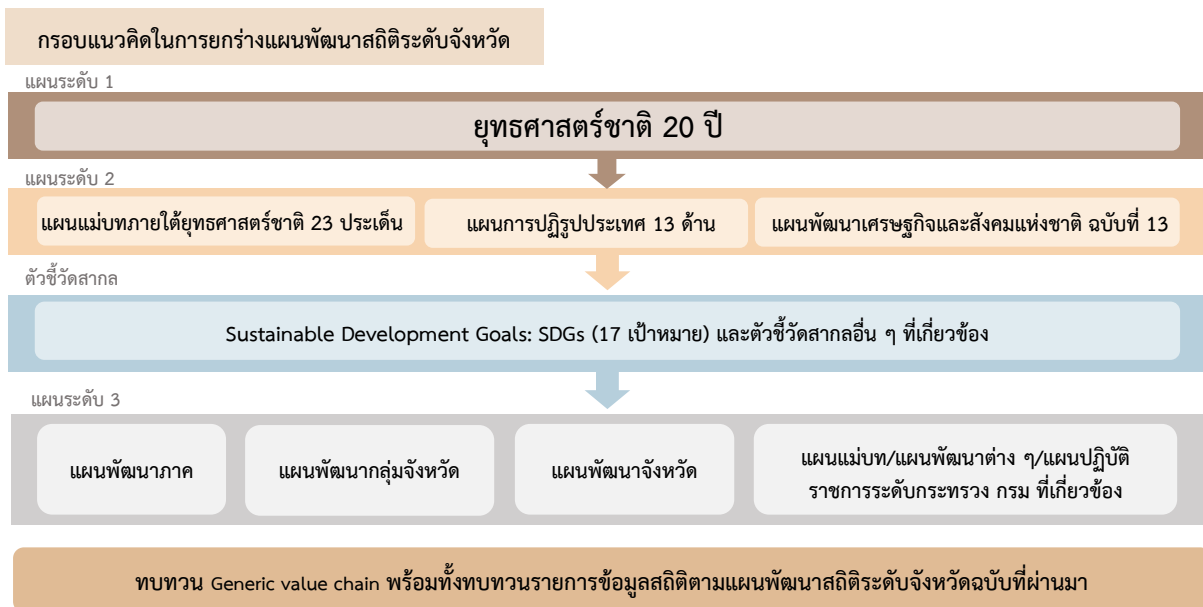 กรอบแนวคิดในการยกร่างแผนพัฒนาสถิติระดับจังหวัด
แผนระดับ 1
ยุทธศาสตร์ชาติ 20 ปี
แผนระดับ 2
แผนแม่บทภายใต้ยุทธศาสตร์ชาติ 23 ประเด็น
แผนการปฏิรูปประเทศ 13 ด้าน
แผนพัฒนาเศรษฐกิจและสังคมแห่งชาติ ฉบับที่ 13
ตัวชี้วัดสากล
Sustainable Development Goals: SDGs (17 เป้าหมาย) และตัวชี้วัดสากลอื่น ๆ ที่เกี่ยวข้อง
แผนระดับ 3
แผนพัฒนาภาค
แผนพัฒนากลุ่มจังหวัด
แผนพัฒนาจังหวัด
แผนแม่บท/แผนพัฒนาต่าง ๆ/แผนปฏิบัติ
ราชการระดับกระทรวง กรม ที่เกี่ยวข้อง
ทบทวน Generic value chain พร้อมทั้งทบทวนรายการข้อมูลสถิติตามแผนพัฒนาสถิติระดับจังหวัดฉบับที่ผ่านมา